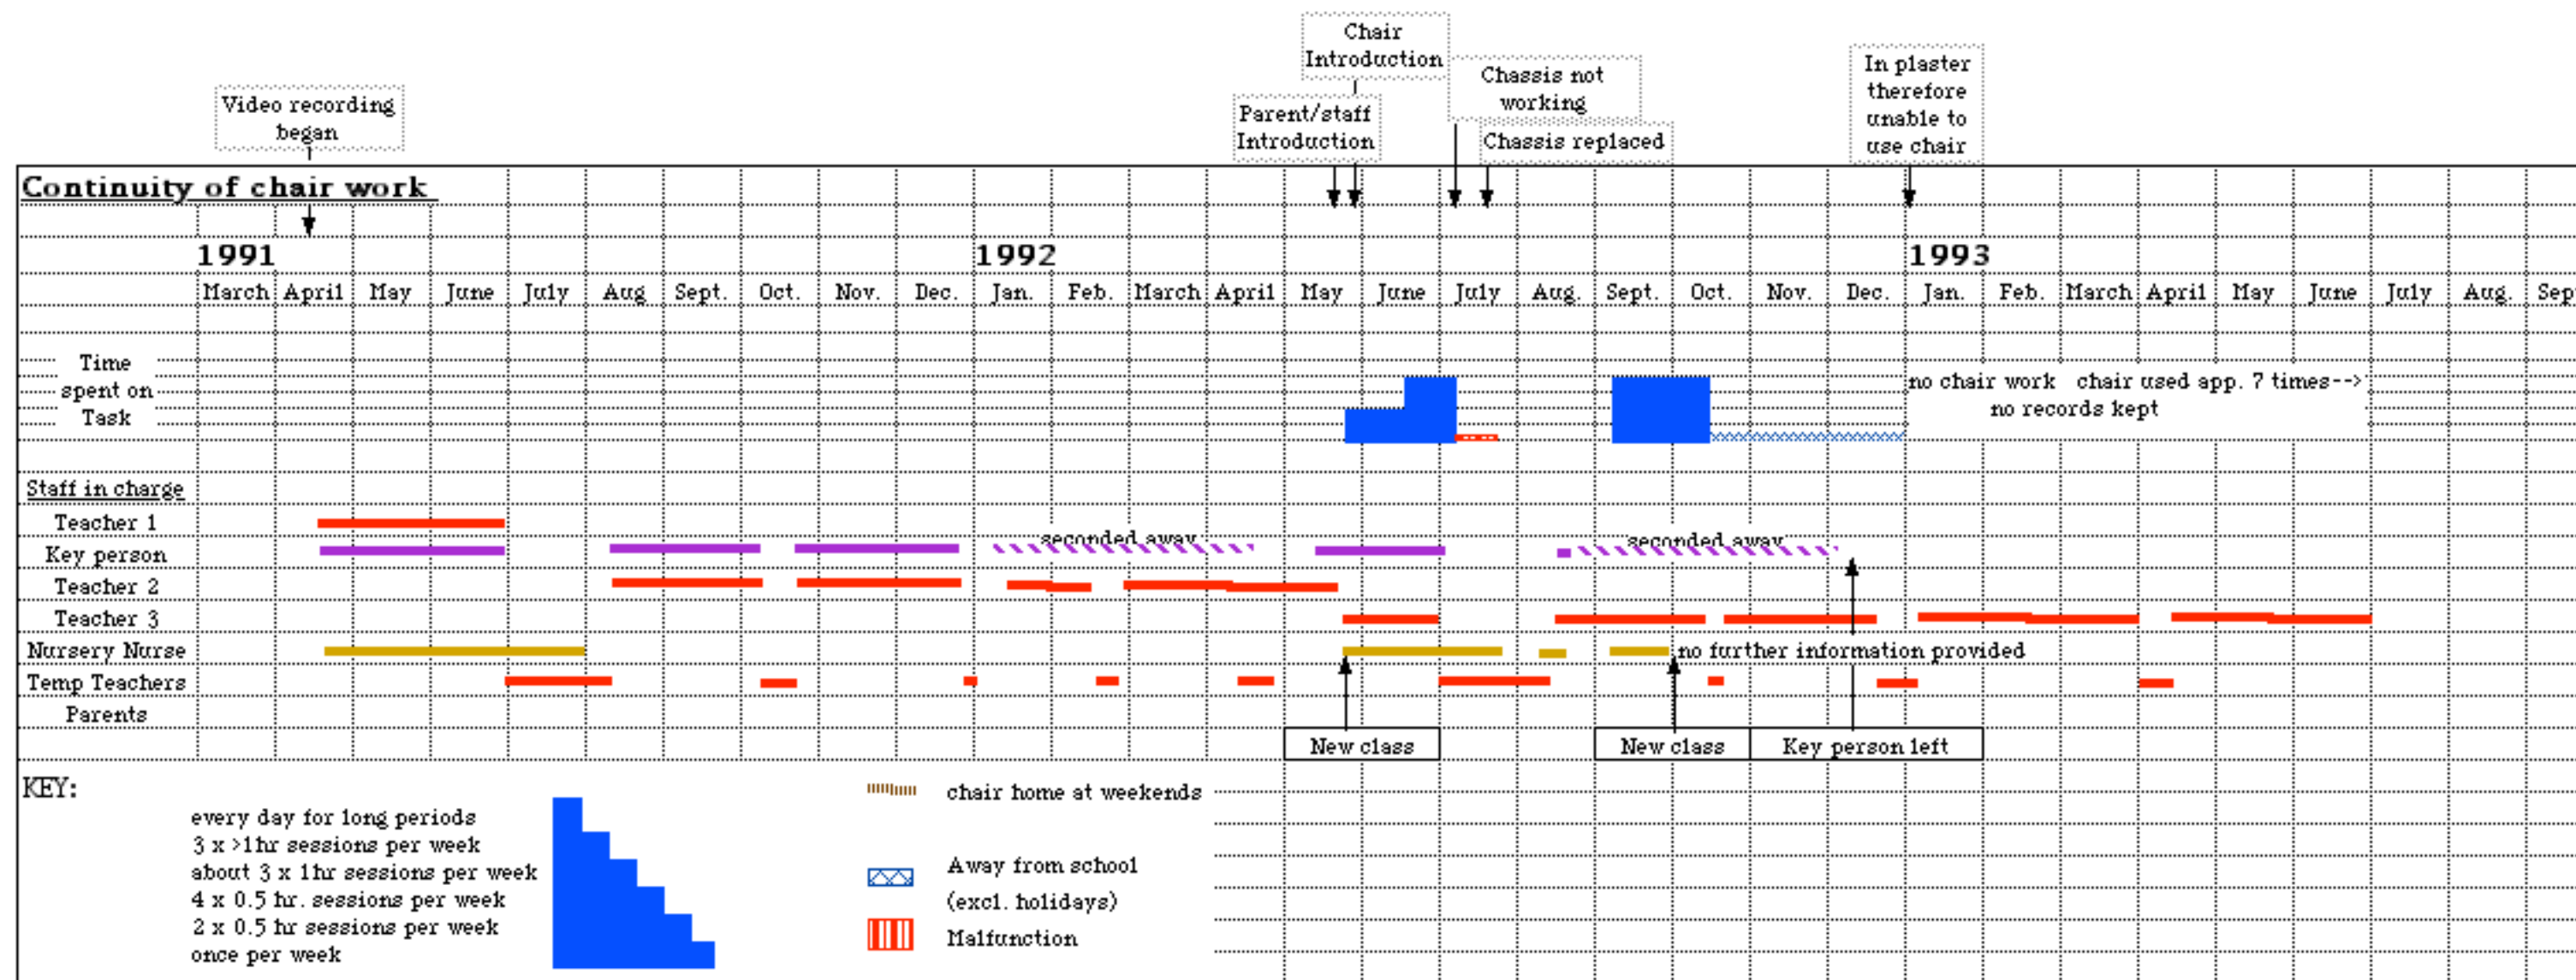 Chair
Introduction
Chassis not
working
In plaster
therefore
unable to
use chair
Video recording
began
Parent/staff
Introduction
Chassis replaced
Continuity of chair work
1991 1992 1993
March April May June July Aug Sept. Oct. Nov. Dec. Jan. Feb. March April May June July Aug. Sept. Oct. Nov. Dec. Jan. Feb. March April May June July Aug. Sep
Time
spent on
Task
no chair work chair used app. 7 times-->
no records kept
Staff in charge
Teacher 1
Key person seconded away seconded away
Teacher 2
Teacher 3
Nursery Nurse no further information provided
Temp Teachers
Parents
New class New class Key person left
KEY:
every day for long periods
3 x >1hr sessions per week
about 3 x 1hr sessions per week
4 x 0.5 hr. sessions per week
2 x 0.5 hr sessions per week
once per week
chair home at weekends
Away from school
(excl. holidays)
Malfunction